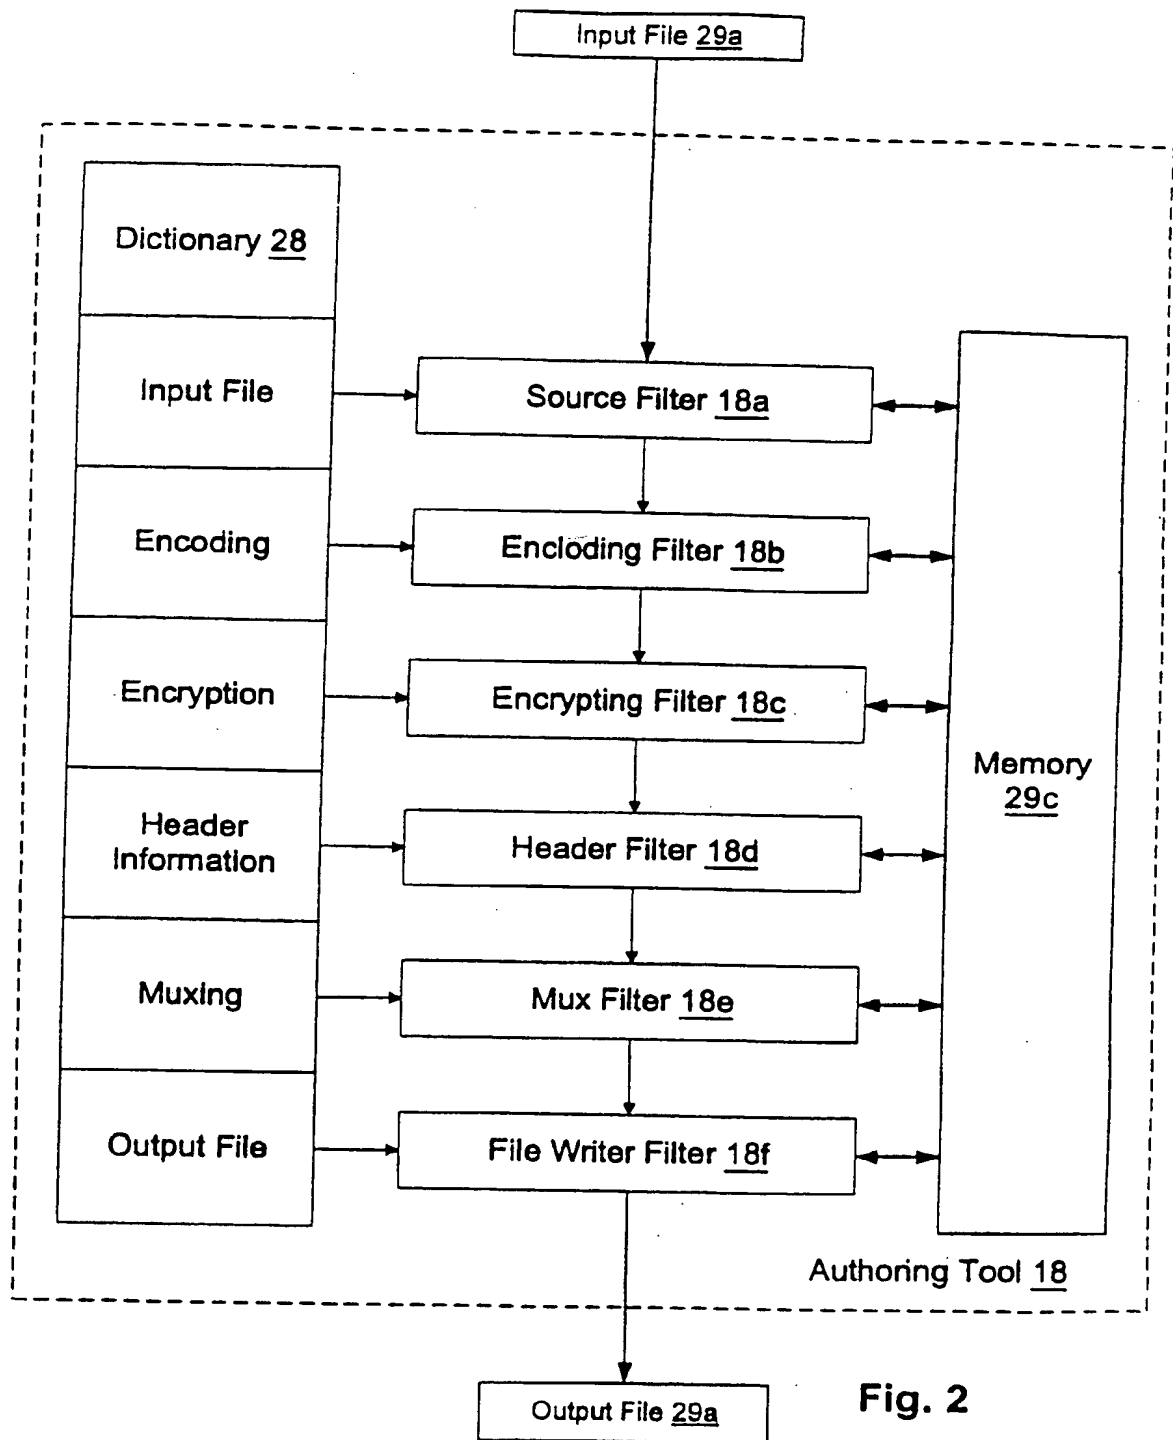 Input File 29a
Dictionary 28
Input File
Source Filter 18a
Encoding
Encloding Filter 18b
Encryption
Encrypting Filter 18c
Memory
29c
Header
Information
Header Filter 18d
Muxing
Mux Filter 18e
Output File
File Writer Filter 18f
Authoring Tool 18
Output File 29a
Fig. 2